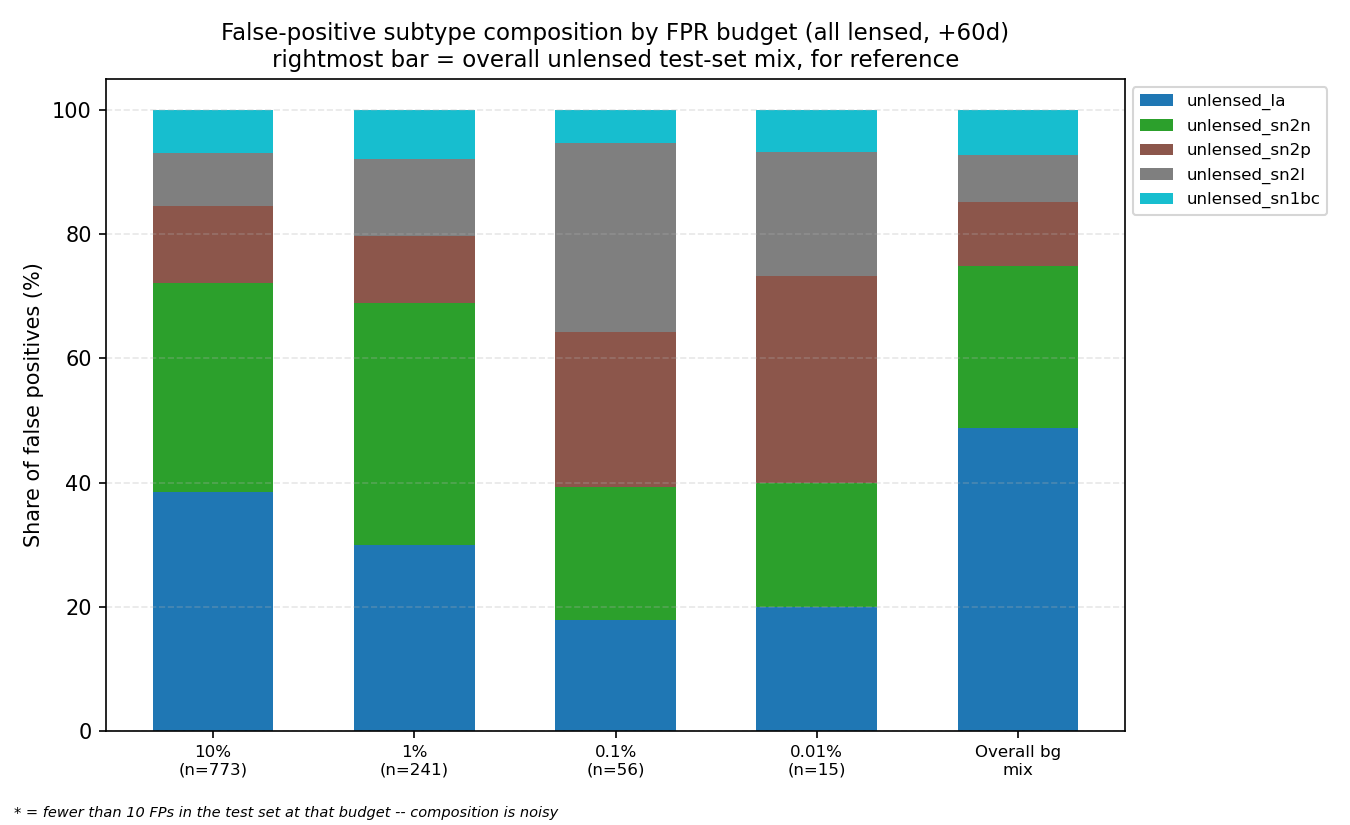 False-positive subtype composition by FPR budget (all lensed, +60d)
rightmost bar = overall unlensed test-set mix, for reference
Share of false positives (%)
100
80
60
40
20
0
10%
(n=773)
1%
(n=241)
0.1%
(n=56)
0.01%
(n=15)
Overall bg
mix
unlensed_Ia
unlensed_sn2n
unlensed_sn2p
unlensed_sn2l
unlensed_sn1bc
* = fewer than 10 FPs in the test set at that budget -- composition is noisy